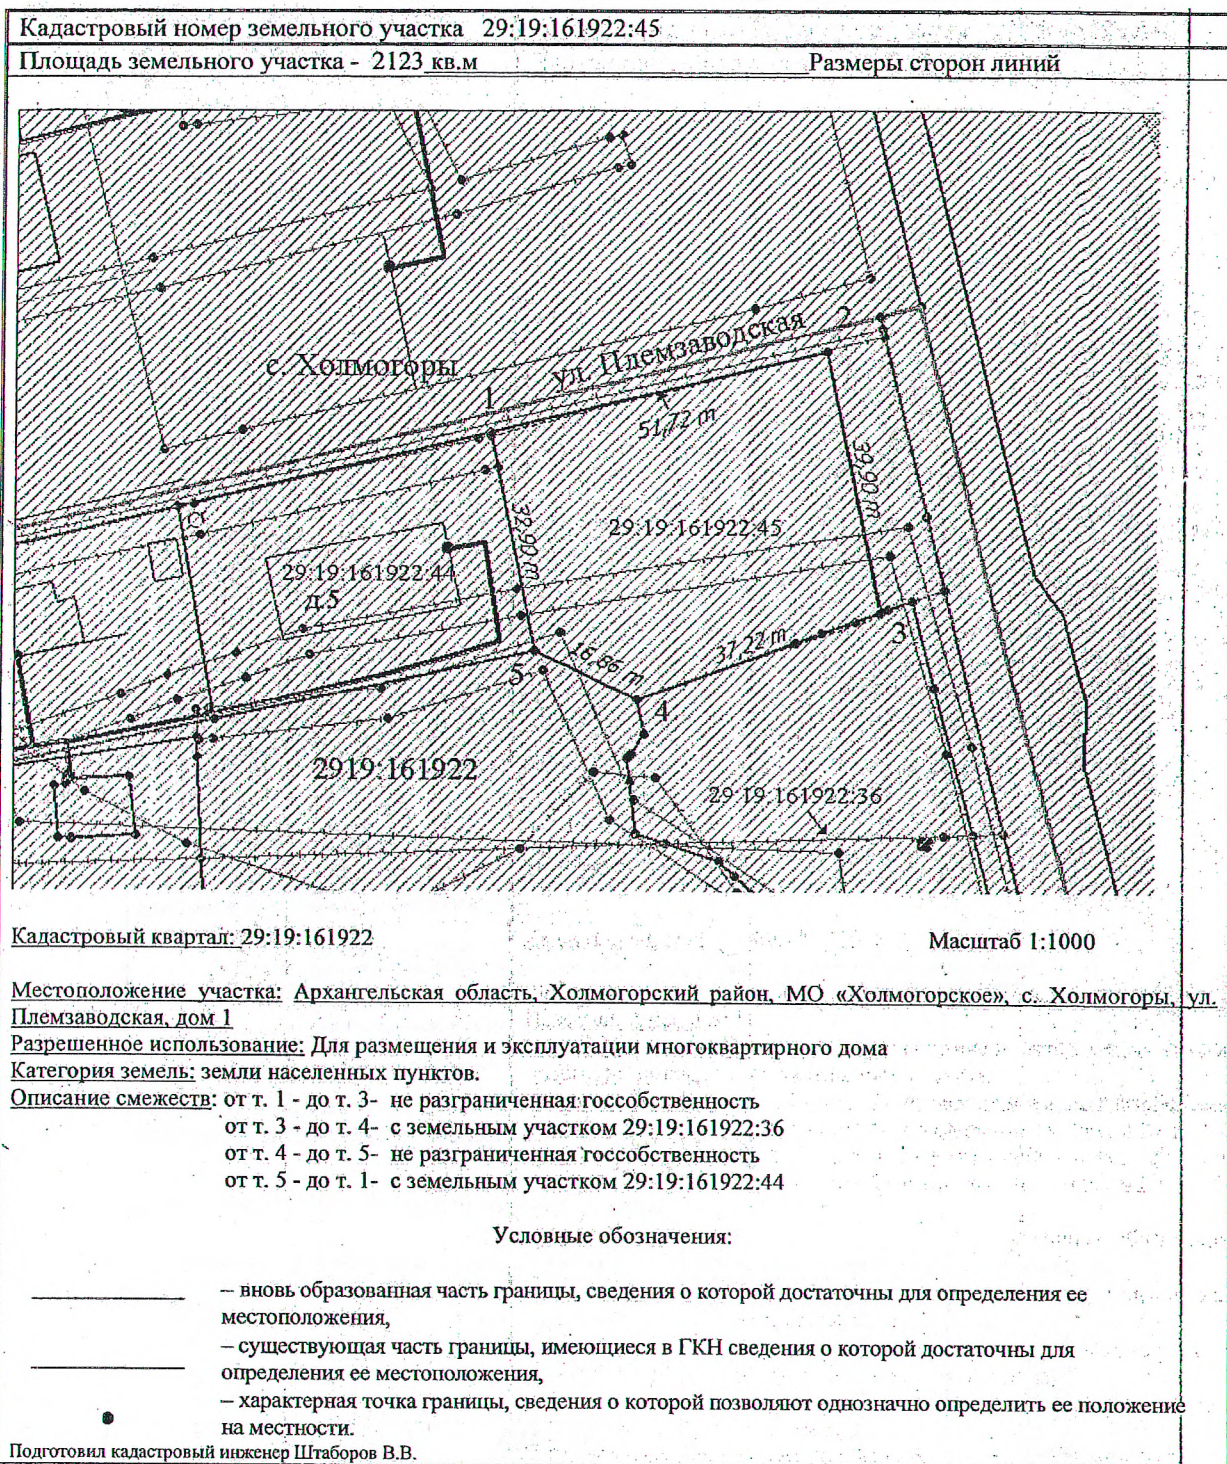 Кадастровый номер земельного участка 29:19:161922:45
Площадь земельного участка - 2123 кв.м Размеры сторон линий
с. Холмогоры
ул. Племзаводская
2
1
51,72 m
39,90 m
32,90 m
29:19:161922:45
29:19:161922:44
д.5
3
37,22 m
16,86 m
5
4
2919:161922
29:19:161922:36
Кадастровый квартал: 29:19:161922
Масштаб 1:1000
Местоположение участка: Архангельская область, Холмогорский район, МО «Холмогорское», с. Холмогоры, ул.
Племзаводская, дом 1
Разрешенное использование: Для размещения и эксплуатации многоквартирного дома
Категория земель: земли населенных пунктов.
Описание смежеств: от т. 1 - до т. 3- не разграниченная госсобственность
от т. 3 - до т. 4- с земельным участком 29:19:161922:36
от т. 4 - до т. 5- не разграниченная госсобственность
от т. 5 - до т. 1- с земельным участком 29:19:161922:44
Условные обозначения:
– вновь образованная часть границы, сведения о которой достаточны для определения ее
местоположения,
– существующая часть границы, имеющиеся в ГКН сведения о которой достаточны для
определения ее местоположения,
– характерная точка границы, сведения о которой позволяют однозначно определить ее положение
на местности.
Подготовил кадастровый инженер Штаборов В.В.